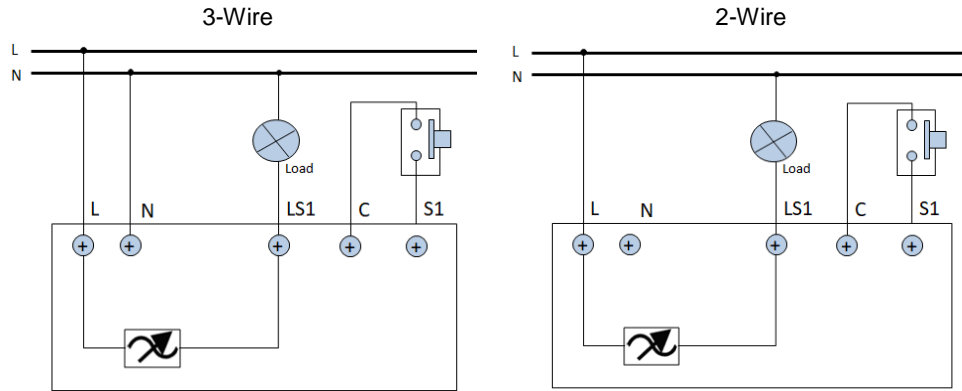 3-Wire
2-Wire
L
N
Load
L N LS1 C S1
L
N
Load
L N LS1 C S1